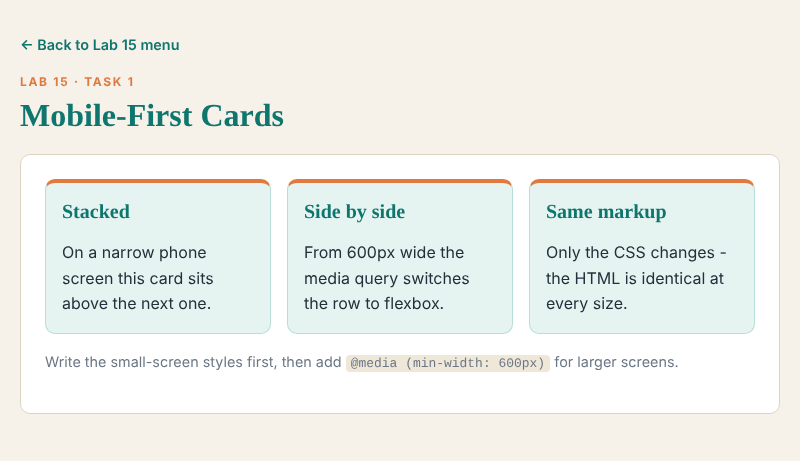 ← Back to Lab 15 menu
LAB 15 · TASK 1
Mobile-First Cards
Stacked
On a narrow phone
screen this card sits
above the next one.
Side by side
From 600px wide the
media query switches
the row to flexbox.
Same markup
Only the CSS changes -
the HTML is identical at
every size.
Write the small-screen styles first, then add @media (min-width: 600px) for larger screens.